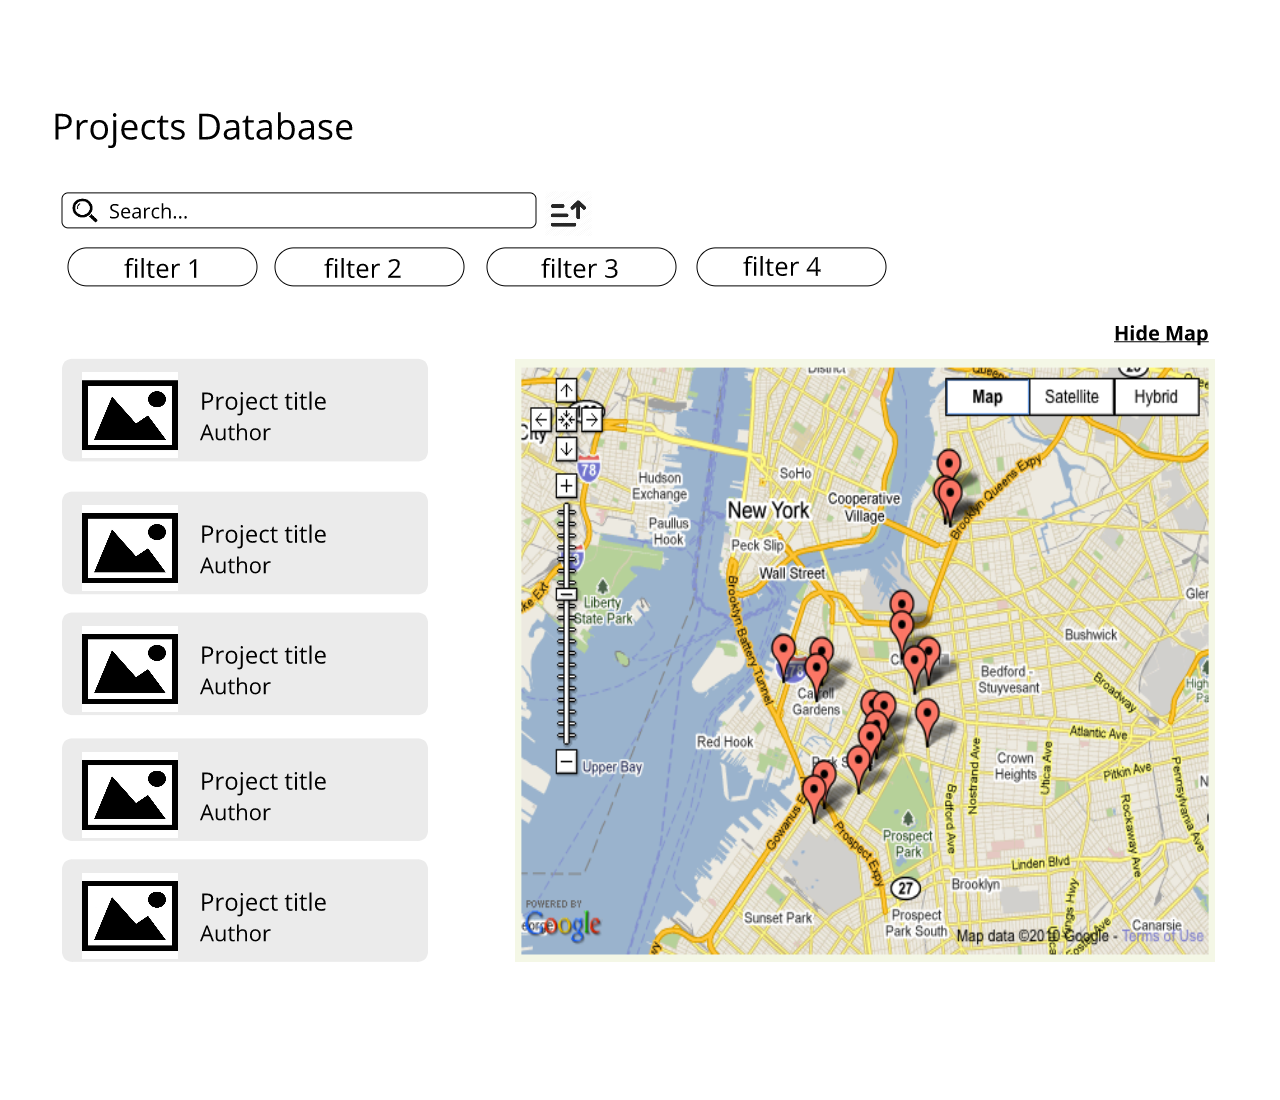 Projects Database
Search...
filter 1
filter 2
filter 3
filter 4
Hide Map
Project title
Author
Project title
Author
Project title
Author
Project title
Author
Project title
Author
District
Map
Satellite
Hybrid
City
78
Hudson
Exchange
SoHo
New York
Cooperative
Village
Brooklyn Queens Expy
Paullus
Hook
Peck Slip
Wall Street
Liberty
State Park
Brooklyn Battery Tunnel
Bushwick
Bedford -
Stuyvesant
Broadway
Carroll
Gardens
Red Hook
Upper Bay
Atlantic Ave
Crown
Heights
Nostrand Ave
Utica Ave
Pitkin Ave
Pennsylvania Ave
Bedford Ave
Rockaway Ave
Gowanus E
Prospect Expy
Prospect
Park
Linden Blvd
27
Brooklyn
Sunset Park
Prospect
Park South
Canarsie
POWERED BY
Google
Map data ©2010 Google - Terms of Use